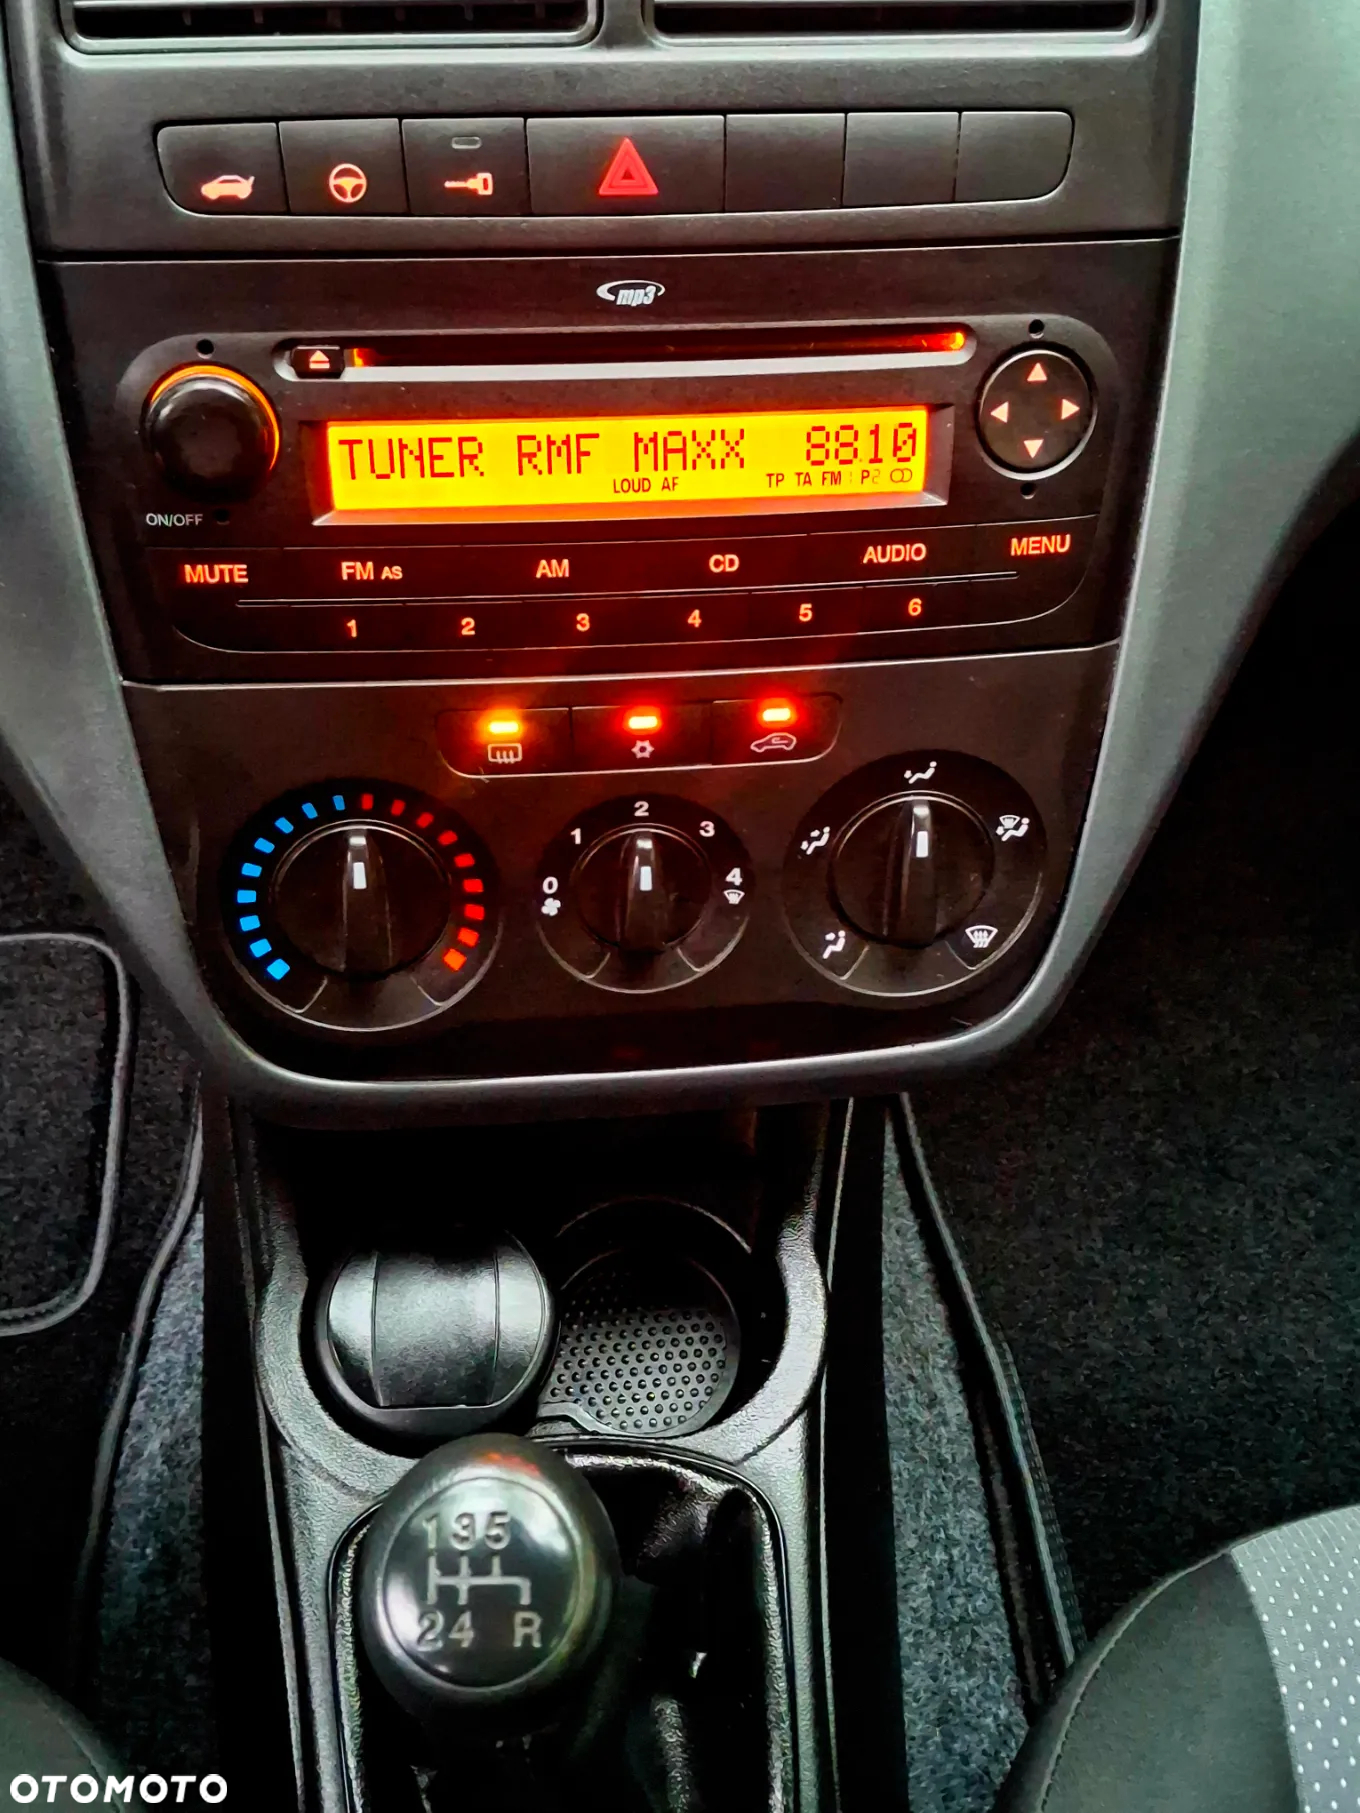 mp3
TUNER RMF MAXX 8810
LOUD AF TP TA FM 1 P2
ON/OFF
MUTE FM AS AM CD AUDIO MENU
1 2 3 4 5 6
0 1 2 3 4
1 3 5
2 4 R
OTOMOTO